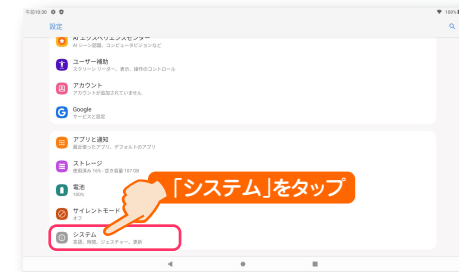 午前10:30
100%
設定
AI エクスペリエンスセンター
AI シーン認識、コンピュータビジョンなど
ユーザー補助
スクリーン リーダー、表示、操作のコントロール
アカウント
アカウントが追加されていません
Google
サービスと設定
アプリと通知
最近使ったアプリ、デフォルトのアプリ
ストレージ
使用済み 16% - 空き容量 107 GB
電池
100%
「システム」をタップ
サイレントモード
オフ
システム
言語、時間、ジェスチャー、更新